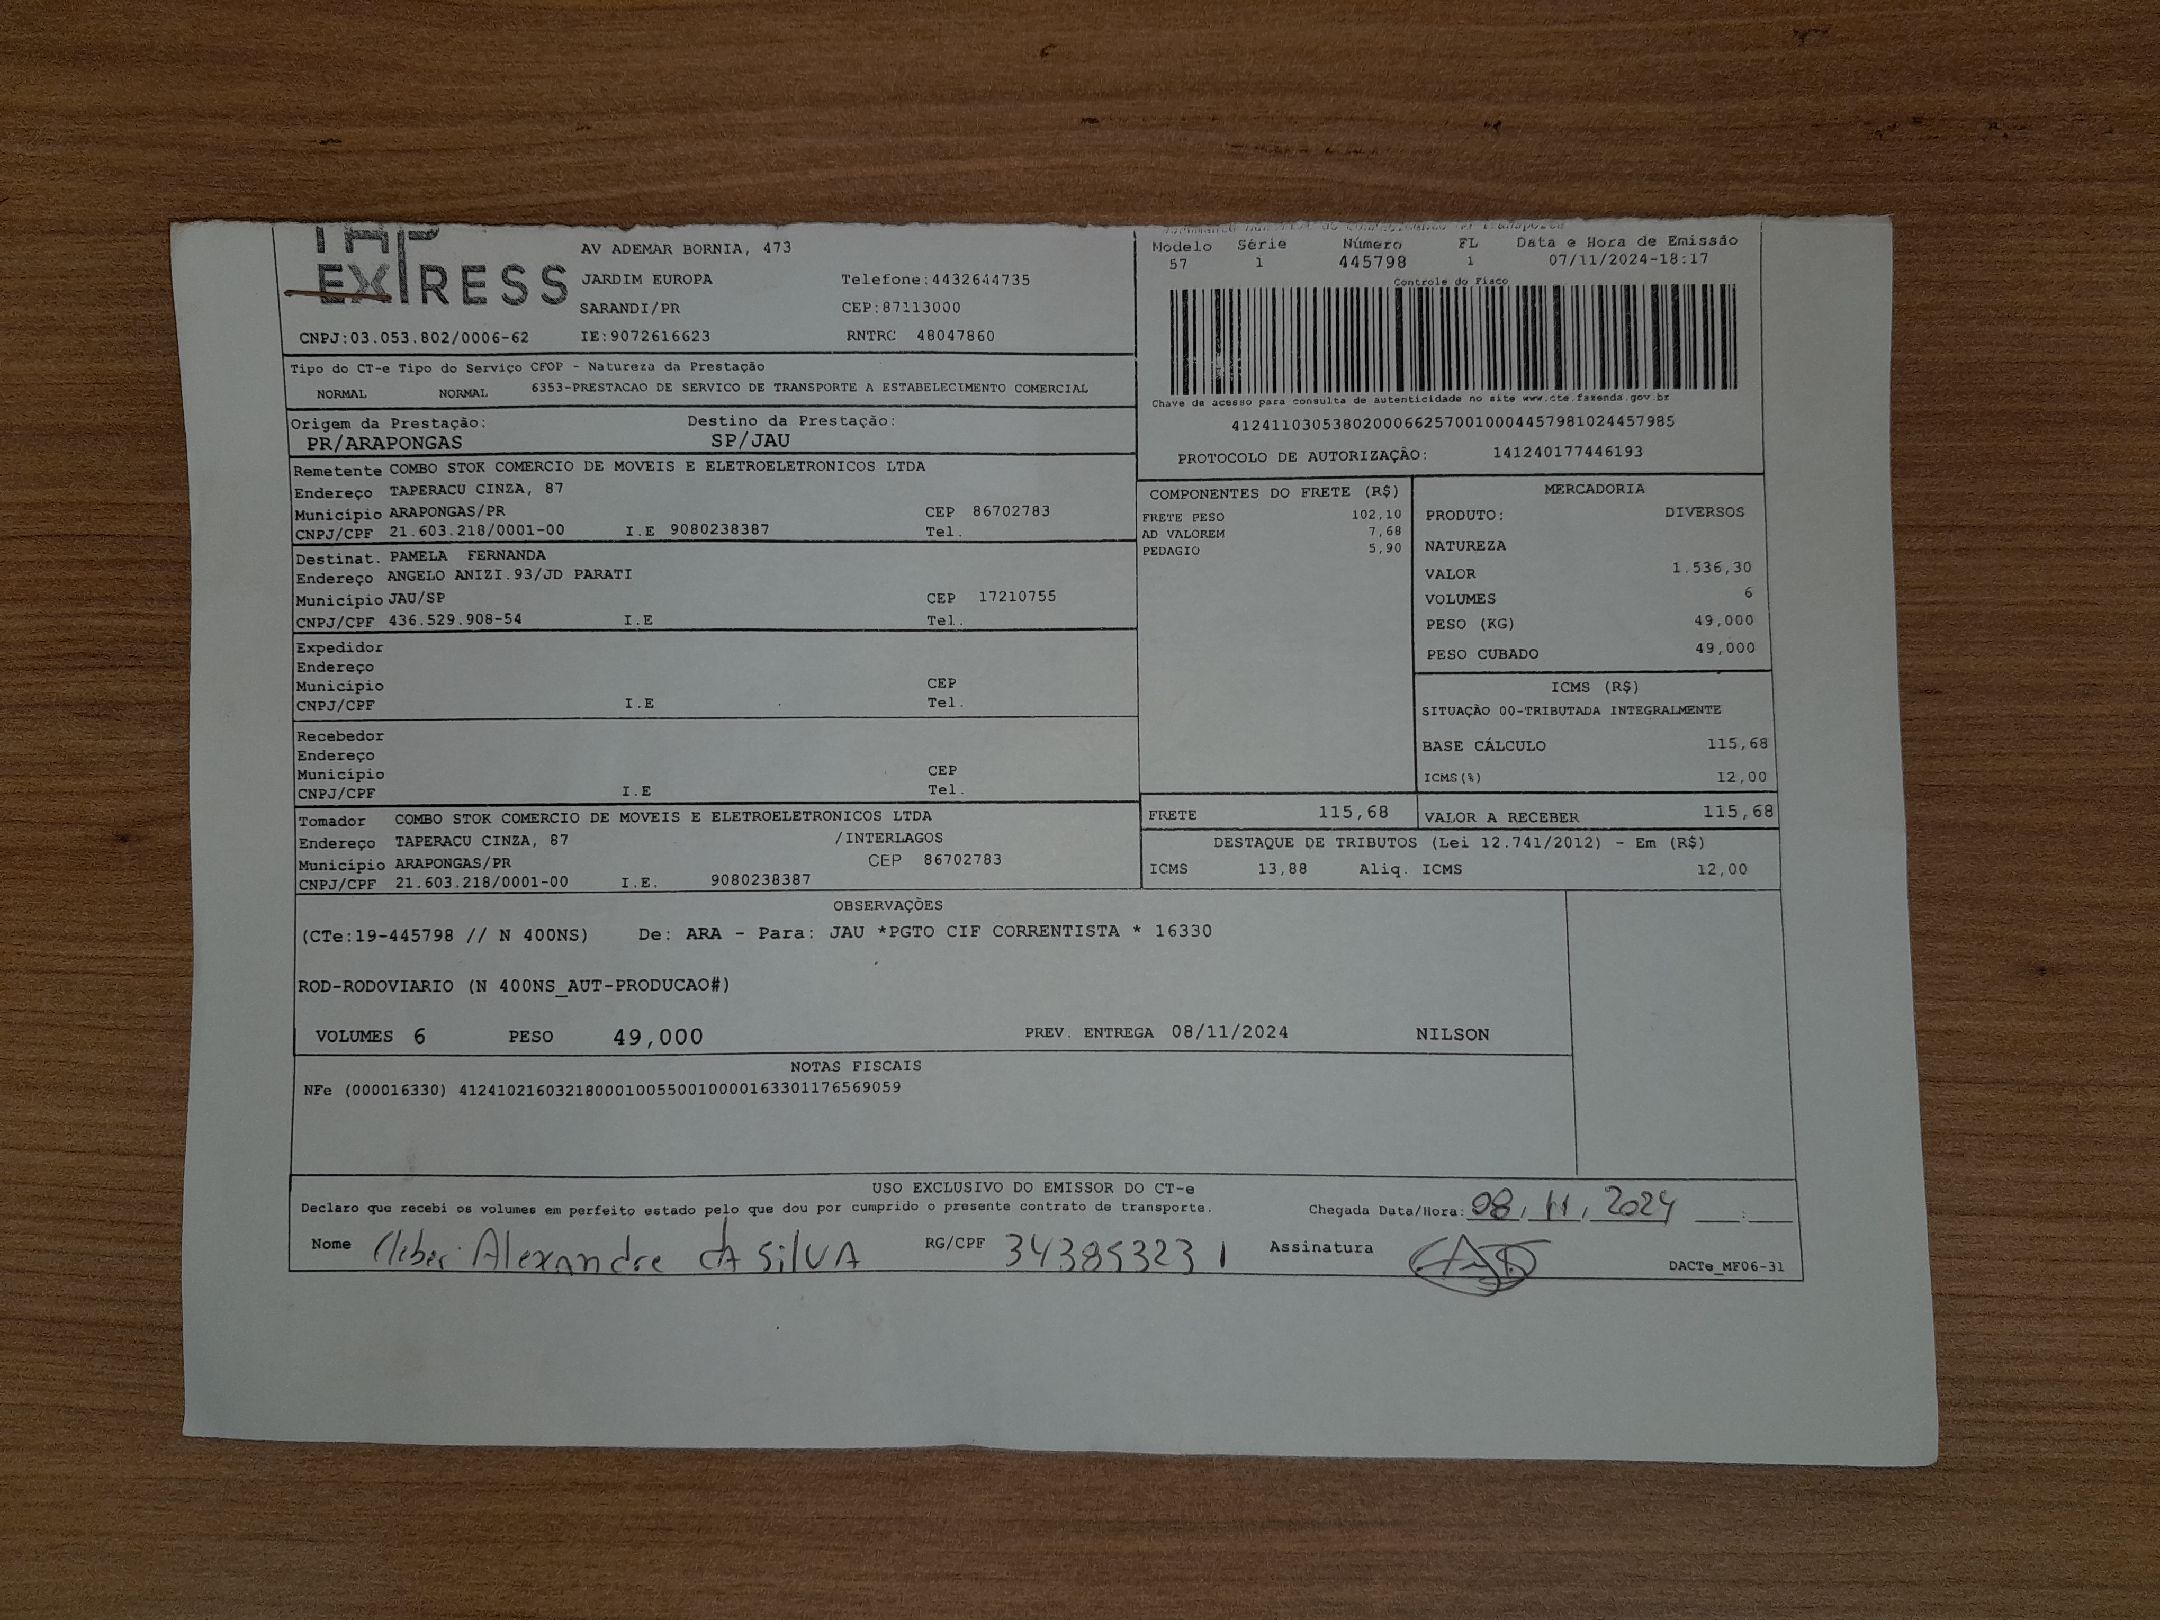 EXPRESS
AV ADEMAR BORNIA, 473
JARDIM EUROPA Telefone:4432644735
SARANDI/PR CEP:87113000
CNPJ:03.053.802/0006-62 IE:9072616623 RNTRC 48047860
Modelo Série Número FL Data e Hora de Emissão
57 1 445798 1 07/11/2024-18:17
Controle do Fisco
Chave de acesso para consulta de autenticidade no site www.cte.fazenda.gov.br
41241103053802000662570010004457981024457985
PROTOCOLO DE AUTORIZAÇÃO: 141240177446193
Tipo do CT-e Tipo do Serviço CFOP - Natureza da Prestação
NORMAL NORMAL 6353-PRESTACAO DE SERVICO DE TRANSPORTE A ESTABELECIMENTO COMERCIAL
Origem da Prestação: Destino da Prestação:
PR/ARAPONGAS SP/JAU
Remetente COMBO STOK COMERCIO DE MOVEIS E ELETROELETRONICOS LTDA
Endereço TAPERACU CINZA, 87
Município ARAPONGAS/PR CEP 86702783
CNPJ/CPF 21.603.218/0001-00 I.E 9080238387 Tel.
Destinat. PAMELA FERNANDA
Endereço ANGELO ANIZI.93/JD PARATI
Município JAU/SP CEP 17210755
CNPJ/CPF 436.529.908-54 I.E Tel.
Expedidor
Endereço
Município CEP
CNPJ/CPF I.E Tel.
Recebedor
Endereço
Município CEP
CNPJ/CPF I.E Tel.
Tomador COMBO STOK COMERCIO DE MOVEIS E ELETROELETRONICOS LTDA
Endereço TAPERACU CINZA, 87 /INTERLAGOS
Município ARAPONGAS/PR CEP 86702783
CNPJ/CPF 21.603.218/0001-00 I.E. 9080238387
COMPONENTES DO FRETE (R$)
FRETE PESO 102,10
AD VALOREM 7,68
PEDAGIO 5,90
MERCADORIA
PRODUTO: DIVERSOS
NATUREZA
VALOR 1.536,30
VOLUMES 6
PESO (KG) 49,000
PESO CUBADO 49,000
ICMS (R$)
SITUAÇÃO 00-TRIBUTADA INTEGRALMENTE
BASE CÁLCULO 115,68
ICMS(%) 12,00
FRETE 115,68 VALOR A RECEBER 115,68
DESTAQUE DE TRIBUTOS (Lei 12.741/2012) - Em (R$)
ICMS 13,88 Aliq. ICMS 12,00
OBSERVAÇÕES
(CTe:19-445798 // N 400NS) De: ARA - Para: JAU *PGTO CIF CORRENTISTA * 16330
ROD-RODOVIARIO (N 400NS_AUT-PRODUCAO#)
VOLUMES 6 PESO 49,000 PREV. ENTREGA 08/11/2024 NILSON
NOTAS FISCAIS
NFe (000016330) 41241021603218000100550010000163301176569059
USO EXCLUSIVO DO EMISSOR DO CT-e
Declaro que recebi os volumes em perfeito estado pelo que dou por cumprido o presente contrato de transporte. Chegada Data/Hora: 08, 11, 2024 __:__
Nome Cleber Alexandre dA SilVA RG/CPF 343853231 Assinatura
DACTe_MF06-31